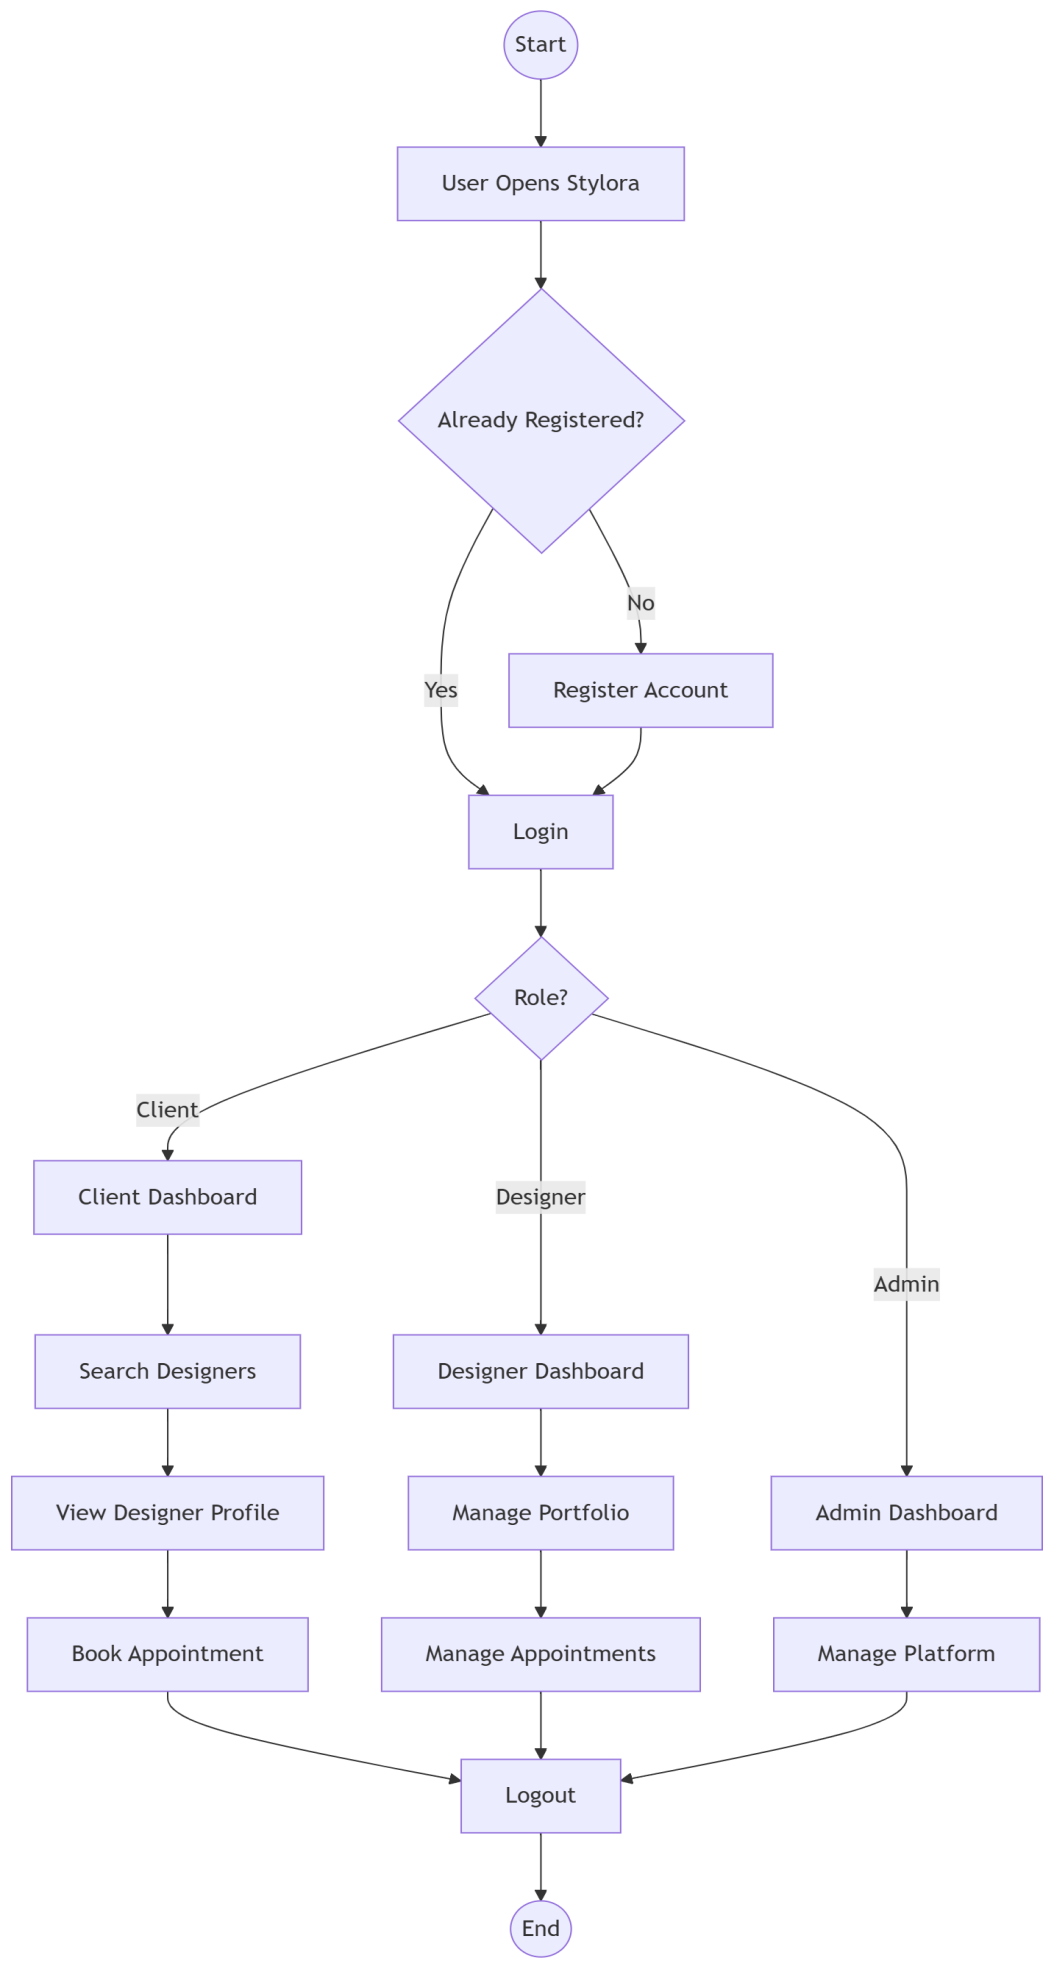 Start
User Opens Stylora
Already Registered?
No
Yes
Register Account
Login
Role?
Client
Client Dashboard
Designer
Admin
Search Designers
Designer Dashboard
View Designer Profile
Manage Portfolio
Admin Dashboard
Book Appointment
Manage Appointments
Manage Platform
Logout
End